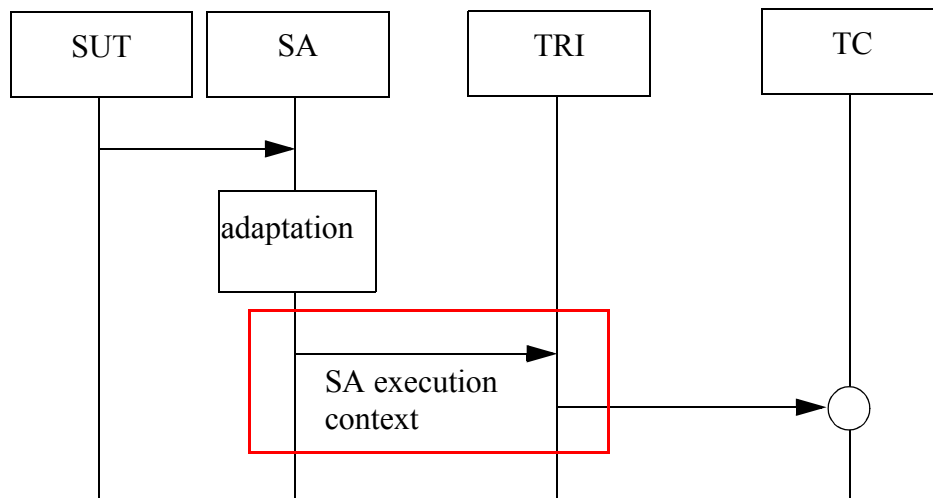 SUT
SA
TRI
TC
adaptation
SA execution
context